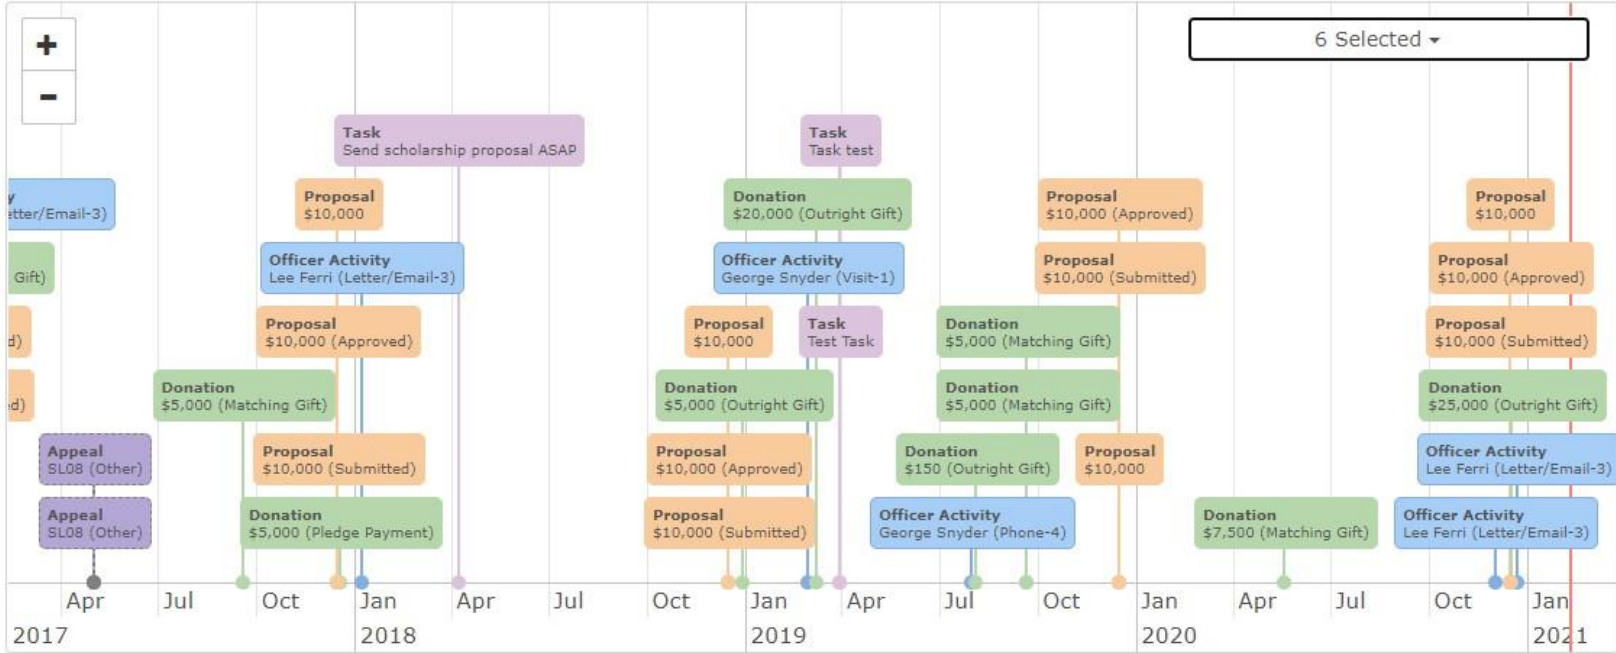 +
6 Selected
-
Task
Send scholarship proposal ASAP
Task
Task test
y
etter/Email-3)
Proposal
$10,000
Donation
$20,000 (Outright Gift)
Proposal
$10,000 (Approved)
Proposal
$10,000
Gift)
Officer Activity
Lee Ferri (Letter/Email-3)
Officer Activity
George Snyder (Visit-1)
Proposal
$10,000 (Submitted)
Proposal
$10,000 (Approved)
d)
Proposal
$10,000 (Approved)
Proposal
$10,000
Task
Test Task
Donation
$5,000 (Matching Gift)
Proposal
$10,000 (Submitted)
ed)
Donation
$5,000 (Matching Gift)
Donation
$5,000 (Outright Gift)
Donation
$5,000 (Matching Gift)
Donation
$25,000 (Outright Gift)
Appeal
SL08 (Other)
Proposal
$10,000 (Submitted)
Proposal
$10,000 (Approved)
Donation
$150 (Outright Gift)
Proposal
$10,000
Officer Activity
Lee Ferri (Letter/Email-3)
Appeal
SL08 (Other)
Donation
$5,000 (Pledge Payment)
Proposal
$10,000 (Submitted)
Officer Activity
George Snyder (Phone-4)
Donation
$7,500 (Matching Gift)
Officer Activity
Lee Ferri (Letter/Email-3)
Apr Jul Oct Jan Apr Jul Oct Jan Apr Jul Oct Jan Apr Jul Oct Jan
2017 2018 2019 2020 2021